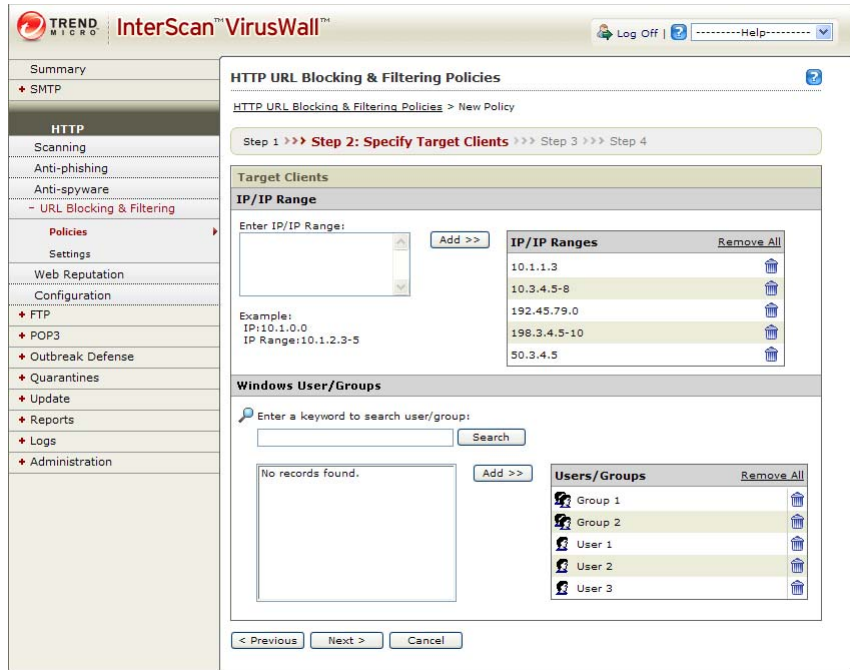 TREND MICRO InterScan™ VirusWall™
Log Off | ? ---------Help---------
Summary
+ SMTP
HTTP
Scanning
Anti-phishing
Anti-spyware
- URL Blocking & Filtering
Policies
Settings
Web Reputation
Configuration
+ FTP
+ POP3
+ Outbreak Defense
+ Quarantines
+ Update
+ Reports
+ Logs
+ Administration
HTTP URL Blocking & Filtering Policies ?
HTTP URL Blocking & Filtering Policies > New Policy
Step 1 >>> Step 2: Specify Target Clients >>> Step 3 >>> Step 4
Target Clients
IP/IP Range
Enter IP/IP Range:
Add >>
Example:
IP:10.1.0.0
IP Range:10.1.2.3-5
IP/IP Ranges Remove All
10.1.1.3
10.3.4.5-8
192.45.79.0
198.3.4.5-10
50.3.4.5
Windows User/Groups
Enter a keyword to search user/group:
Search
No records found.
Add >>
Users/Groups Remove All
Group 1
Group 2
User 1
User 2
User 3
< Previous Next > Cancel